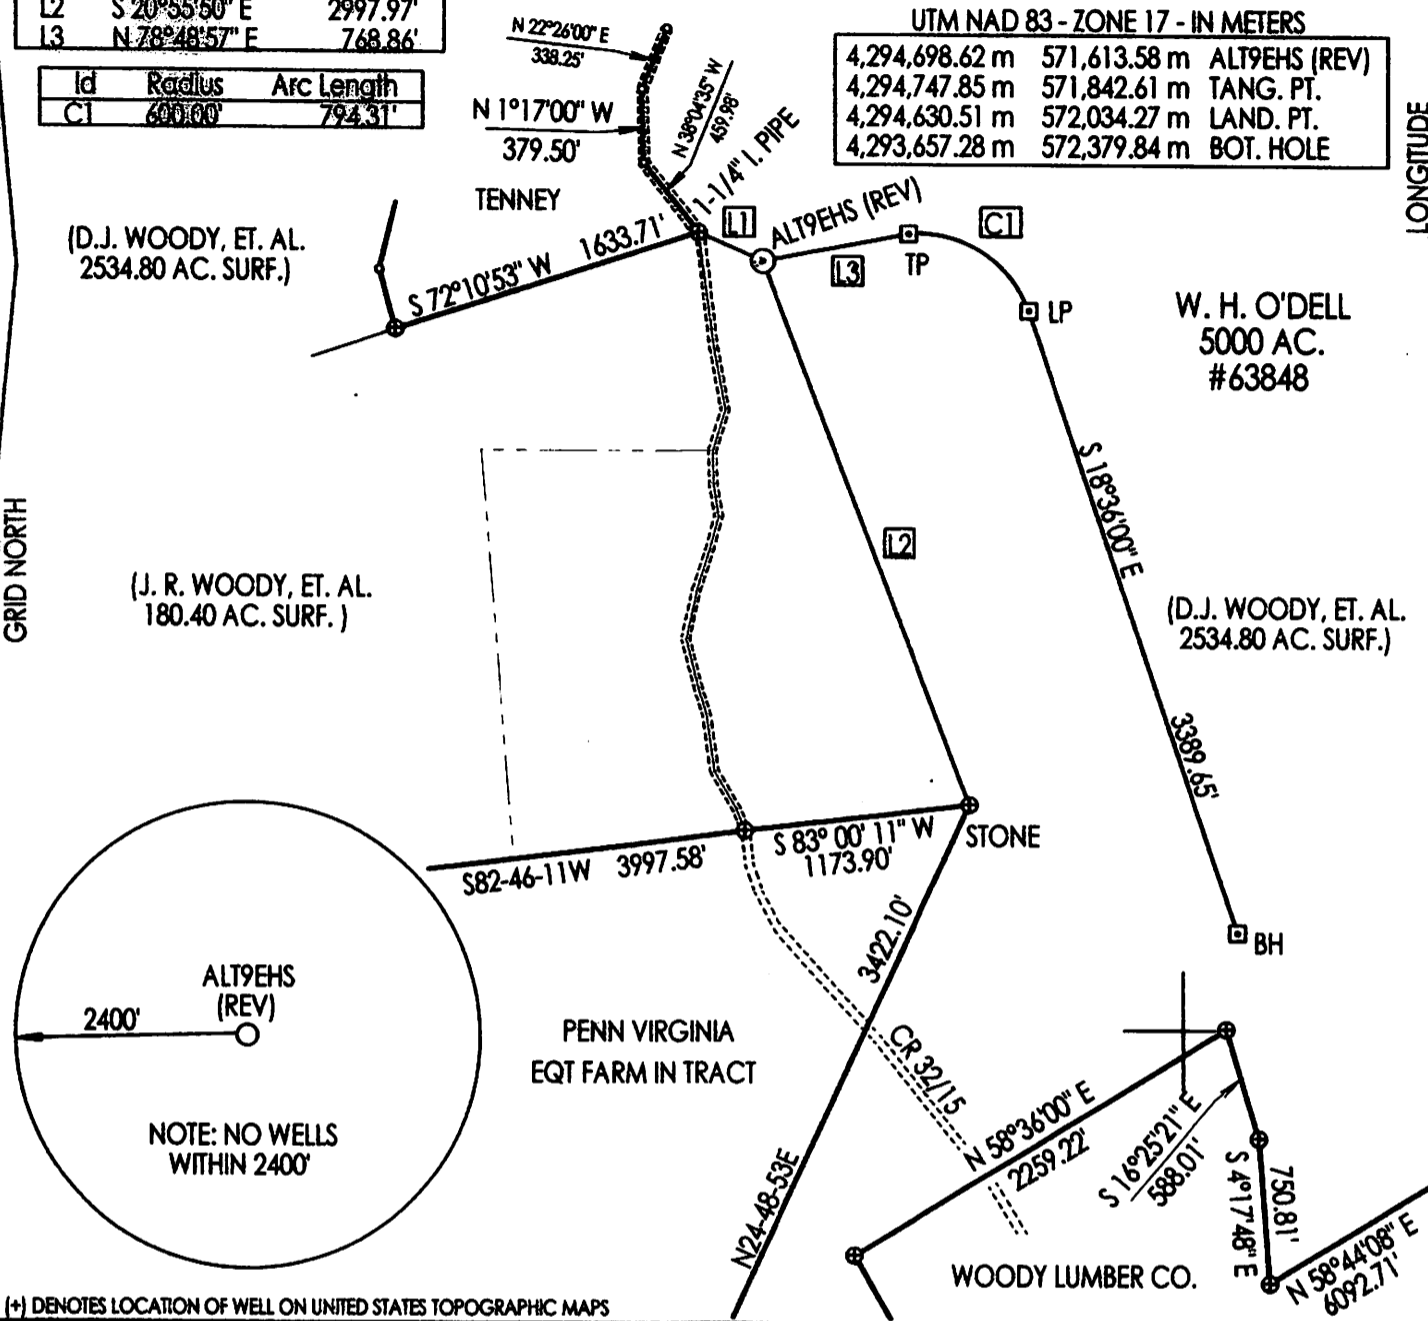 L2 S 20°55'50" E 2997.97'
L3 N 78°48'57" E 768.86'
Id Radius Arc Length
C1 600.00' 794.31'
N 22°26'00" E
338.25'
N 1°17'00" W
379.50'
N 38°04'35" W
459.98'
1-1/4" I. PIPE
UTM NAD 83 - ZONE 17 - IN METERS
4,294,698.62 m 571,613.58 m ALT9EHS (REV)
4,294,747.85 m 571,842.61 m TANG. PT.
4,294,630.51 m 572,034.27 m LAND. PT.
4,293,657.28 m 572,379.84 m BOT. HOLE
LONGITUDE
TENNEY
(D.J. WOODY, ET. AL.
2534.80 AC. SURF.)
S 72°10'53" W 1633.71'
L1
ALT9EHS (REV)
L3
TP
C1
LP
W. H. O'DELL
5000 AC.
#63848
GRID NORTH
(J. R. WOODY, ET. AL.
180.40 AC. SURF. )
L2
S 18°36'00" E
3389.65'
(D.J. WOODY, ET. AL.
2534.80 AC. SURF.)
S82-46-11W 3997.58'
S 83° 00' 11" W
1173.90'
STONE
BH
3422.10'
N24-48-53E
ALT9EHS
(REV)
2400'
NOTE: NO WELLS
WITHIN 2400'
PENN VIRGINIA
EQT FARM IN TRACT
CR 32/15
N 58°36'00" E
2259.22'
S 16°25'21" E
588.01'
750.81'
S 4°17'48" E
WOODY LUMBER CO.
N 58°44'08" E
6092.71'
(+) DENOTES LOCATION OF WELL ON UNITED STATES TOPOGRAPHIC MAPS